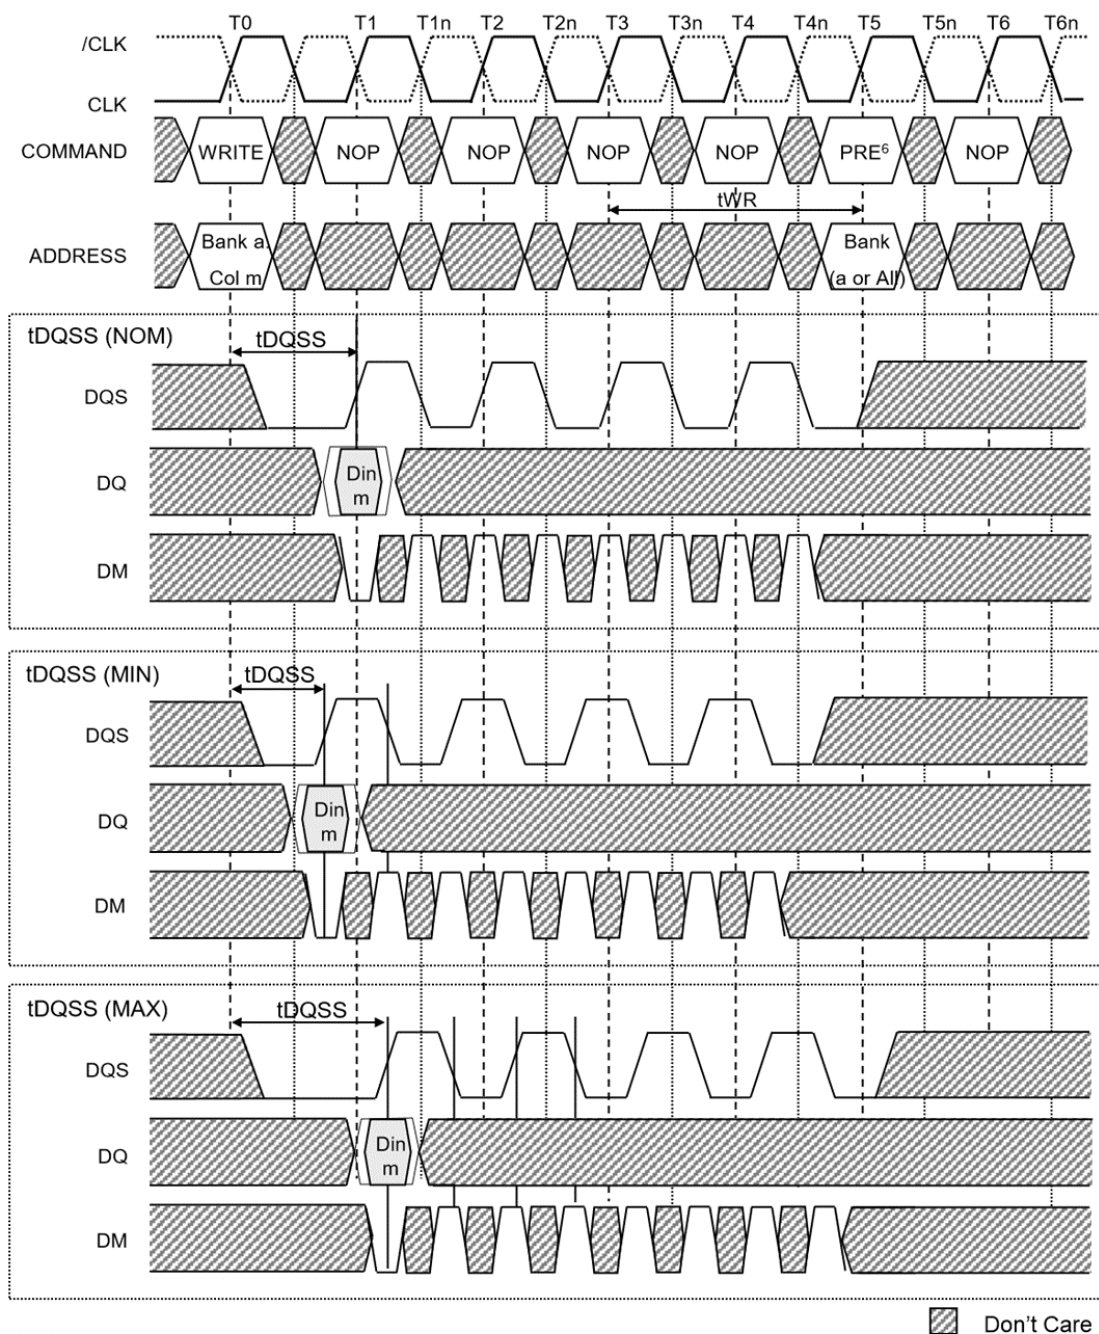 T0 T1 T1n T2 T2n T3 T3n T4 T4n T5 T5n T6 T6n
/CLK
CLK
COMMAND WRITE NOP NOP NOP NOP PRE⁶ NOP
tWR
ADDRESS Bank a, Col m Bank (a or All)
tDQSS (NOM)
tDQSS
DQS
DQ Din m
DM
tDQSS (MIN)
tDQSS
DQS
DQ Din m
DM
tDQSS (MAX)
tDQSS
DQS
DQ Din m
DM
Don't Care